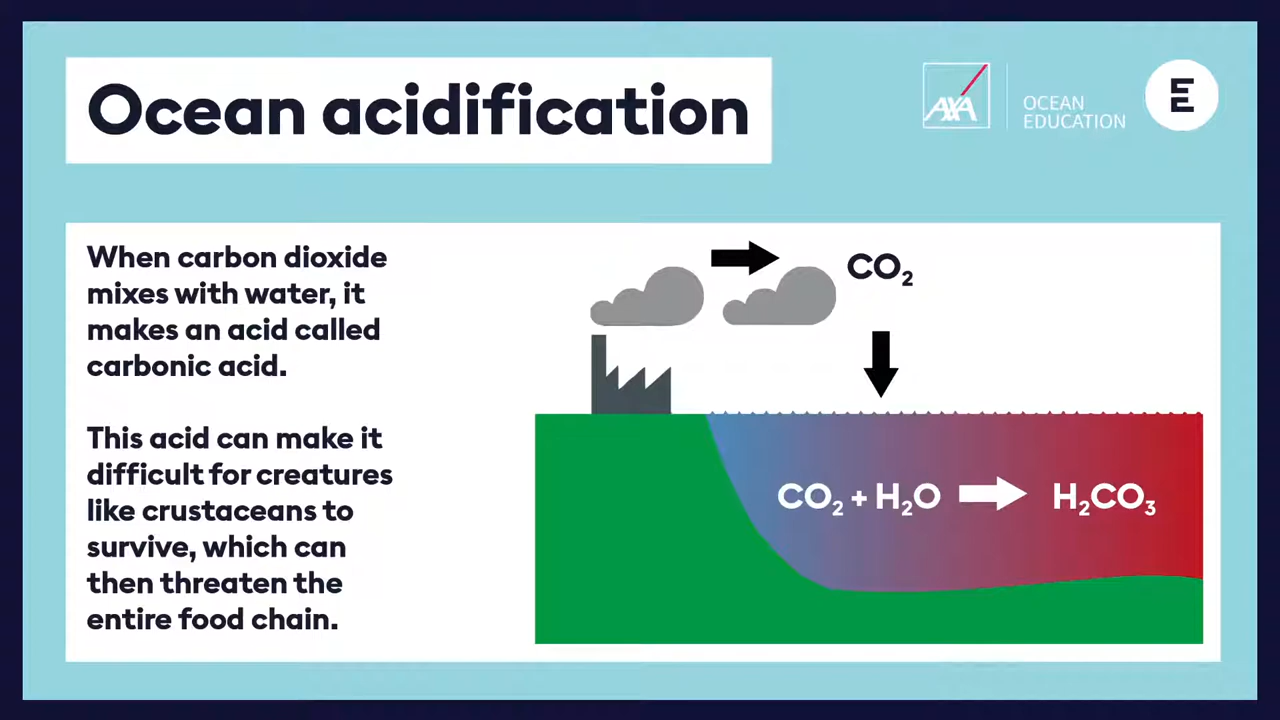 Ocean acidification
AXA
OCEAN
EDUCATION
E
When carbon dioxide
mixes with water, it
makes an acid called
carbonic acid.
This acid can make it
difficult for creatures
like crustaceans to
survive, which can
then threaten the
entire food chain.
CO₂
CO₂ + H₂O
H₂CO₃